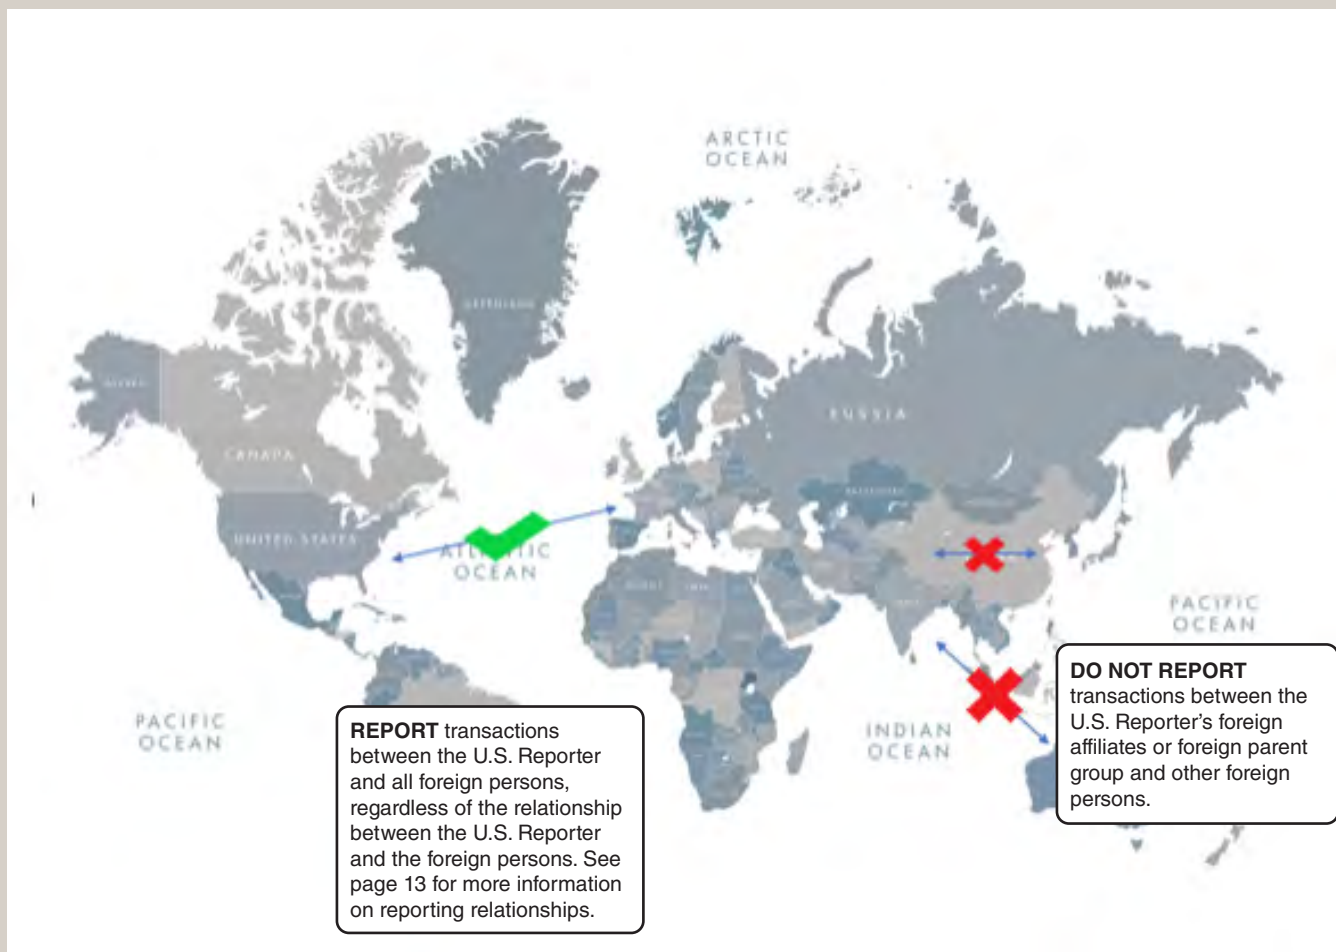 ARCTIC
OCEAN
GREENLAND
ALASKA
RUSSIA
CANADA
KAZAKHSTAN
UNITED STATES
ATLANTIC
OCEAN
PACIFIC
OCEAN
PACIFIC
OCEAN
INDIAN
OCEAN
REPORT transactions
between the U.S. Reporter
and all foreign persons,
regardless of the relationship
between the U.S. Reporter
and the foreign persons. See
page 13 for more information
on reporting relationships.
DO NOT REPORT
transactions between the
U.S. Reporter’s foreign
affiliates or foreign parent
group and other foreign
persons.